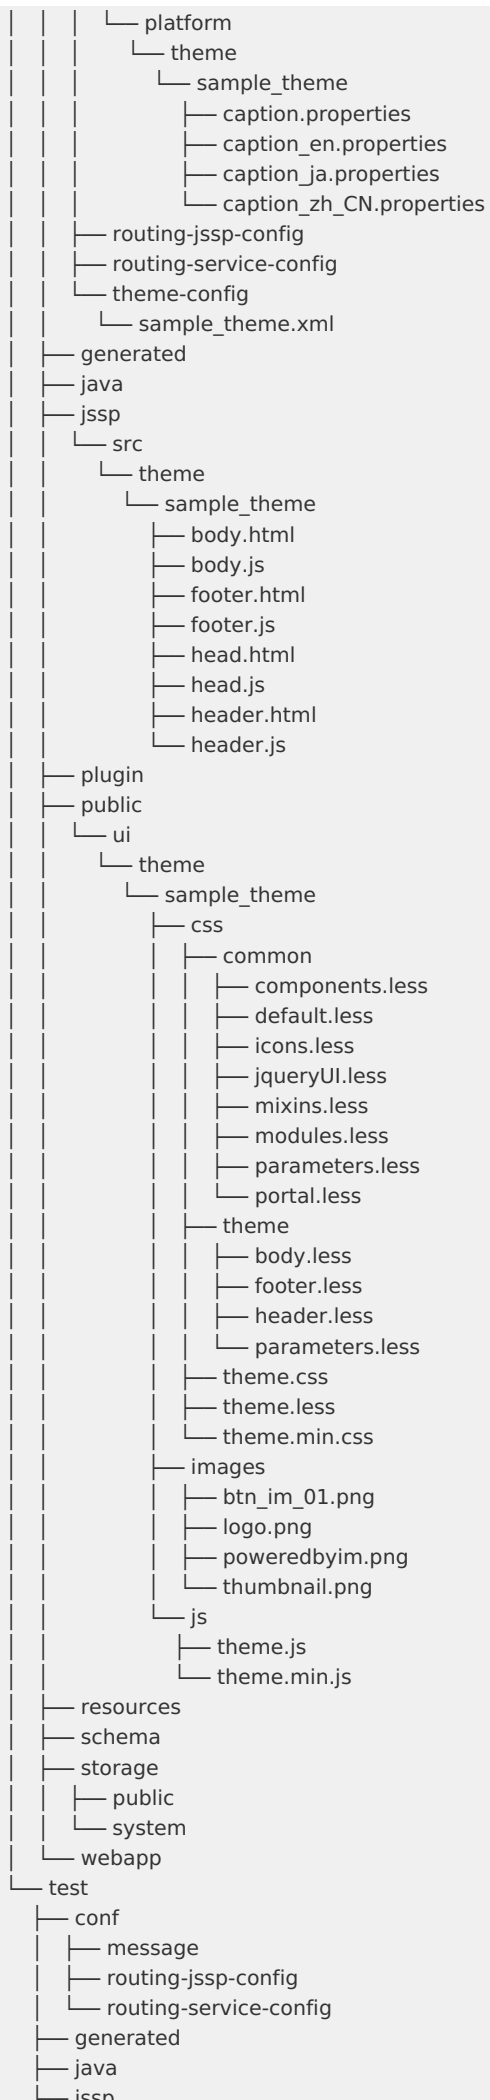 │ │ │ └── platform
│ │ │ └── theme
│ │ │ └── sample_theme
│ │ │ ├── caption.properties
│ │ │ ├── caption_en.properties
│ │ │ ├── caption_ja.properties
│ │ │ └── caption_zh_CN.properties
│ │ ├── routing-jssp-config
│ │ ├── routing-service-config
│ │ └── theme-config
│ │ └── sample_theme.xml
│ ├── generated
│ ├── java
│ ├── jssp
│ │ └── src
│ │ └── theme
│ │ └── sample_theme
│ │ ├── body.html
│ │ ├── body.js
│ │ ├── footer.html
│ │ ├── footer.js
│ │ ├── head.html
│ │ ├── head.js
│ │ ├── header.html
│ │ └── header.js
│ ├── plugin
│ ├── public
│ │ └── ui
│ │ └── theme
│ │ └── sample_theme
│ │ ├── css
│ │ │ ├── common
│ │ │ │ ├── components.less
│ │ │ │ ├── default.less
│ │ │ │ ├── icons.less
│ │ │ │ ├── jqueryUI.less
│ │ │ │ ├── mixins.less
│ │ │ │ ├── modules.less
│ │ │ │ ├── parameters.less
│ │ │ │ └── portal.less
│ │ │ ├── theme
│ │ │ │ ├── body.less
│ │ │ │ ├── footer.less
│ │ │ │ ├── header.less
│ │ │ │ └── parameters.less
│ │ │ ├── theme.css
│ │ │ ├── theme.less
│ │ │ └── theme.min.css
│ │ ├── images
│ │ │ ├── btn_im_01.png
│ │ │ ├── logo.png
│ │ │ ├── poweredbyim.png
│ │ │ └── thumbnail.png
│ │ └── js
│ │ ├── theme.js
│ │ └── theme.min.js
│ ├── resources
│ ├── schema
│ ├── storage
│ │ ├── public
│ │ └── system
│ └── webapp
└── test
├── conf
│ ├── message
│ ├── routing-jssp-config
│ └── routing-service-config
├── generated
├── java
└── jssp